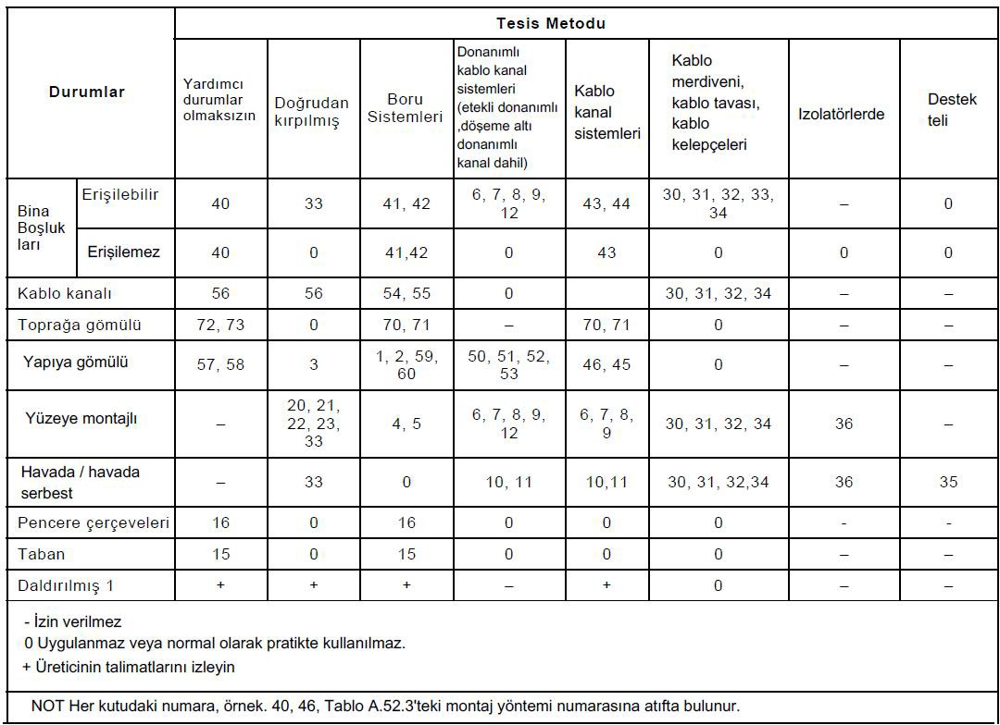 Tesis Metodu
Durumlar
Yardımcı
durumlar
olmaksızın
Doğrudan
kırpılmış
Boru
Sistemleri
Donanımlı
kablo kanal
sistemleri
(etekli donanımlı
,döşeme altı
donanımlı
kanal dahil)
Kablo
kanal
sistemleri
Kablo
merdiveni,
kablo tavası,
kablo
kelepçeleri
Izolatörlerde
Destek
teli
Bina
Boşluk
ları
Erişilebilir
40
33
41, 42
6, 7, 8, 9,
12
43, 44
30, 31, 32, 33,
34
–
0
Erişilemez
40
0
41,42
0
43
0
0
0
Kablo kanalı
56
56
54, 55
0
30, 31, 32, 34
–
–
Toprağa gömülü
72, 73
0
70, 71
–
70, 71
0
–
–
Yapıya gömülü
57, 58
3
1, 2, 59,
60
50, 51, 52,
53
46, 45
0
–
–
Yüzeye montajlı
–
20, 21,
22, 23,
33
4, 5
6, 7, 8, 9,
12
6, 7, 8,
9
30, 31, 32, 34
36
–
Havada / havada
serbest
–
33
0
10, 11
10,11
30, 31, 32,34
36
35
Pencere çerçeveleri
16
0
16
0
0
0
-
-
Taban
15
0
15
0
0
0
–
–
Daldırılmış 1
+
+
+
–
+
0
–
–
- İzin verilmez
0 Uygulanmaz veya normal olarak pratikte kullanılmaz.
+ Üreticinin talimatlarını izleyin
NOT Her kutudaki numara, örnek. 40, 46, Tablo A.52.3'teki montaj yöntemi numarasına atıfta bulunur.